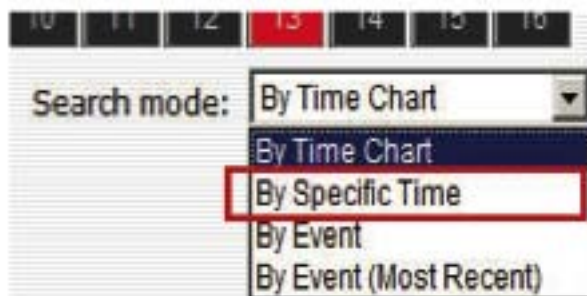 10 11 12 13 14 15 16
Search mode: By Time Chart
By Time Chart
By Specific Time
By Event
By Event (Most Recent)